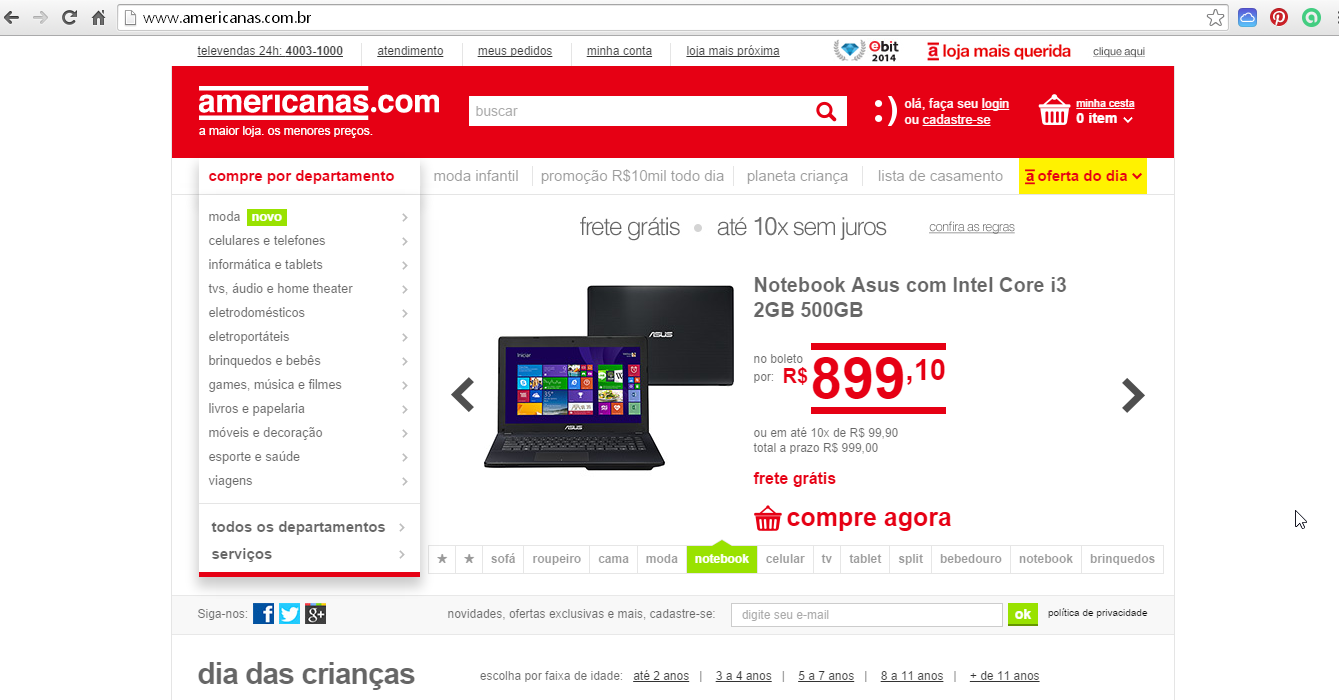 www.americanas.com.br
televendas 24h: 4003-1000 atendimento meus pedidos minha conta loja mais pròxima
ebit 2014 a loja mais querida clique aqui
americanas.com
a maior loja. os menores preços.
buscar
: ) olá, faça seu login
ou cadastre-se
minha cesta
0 item
compre por departamento
moda infantil promoção R$10mil todo dia planeta criança lista de casamento a oferta do dia
moda novo
celulares e telefones
informática e tablets
tvs, áudio e home theater
eletrodomésticos
eletroportáteis
brinquedos e bebês
games, música e filmes
livros e papelaria
móveis e decoração
esporte e saúde
viagens
todos os departamentos
serviços
frete grátis • até 10x sem juros confira as regras
Iniciar
ASUS
ASUS
Notebook Asus com Intel Core i3
2GB 500GB
no boleto
por: R$ 899,10
ou em até 10x de R$ 99,90
total a prazo R$ 999,00
frete grátis
compre agora
★ ★ sofá roupeiro cama moda notebook celular tv tablet split bebedouro notebook brinquedos
Siga-nos: novidades, ofertas exclusivas e mais, cadastre-se: digite seu e-mail ok política de privacidade
dia das crianças
escolha por faixa de idade: até 2 anos | 3 a 4 anos | 5 a 7 anos | 8 a 11 anos | + de 11 anos